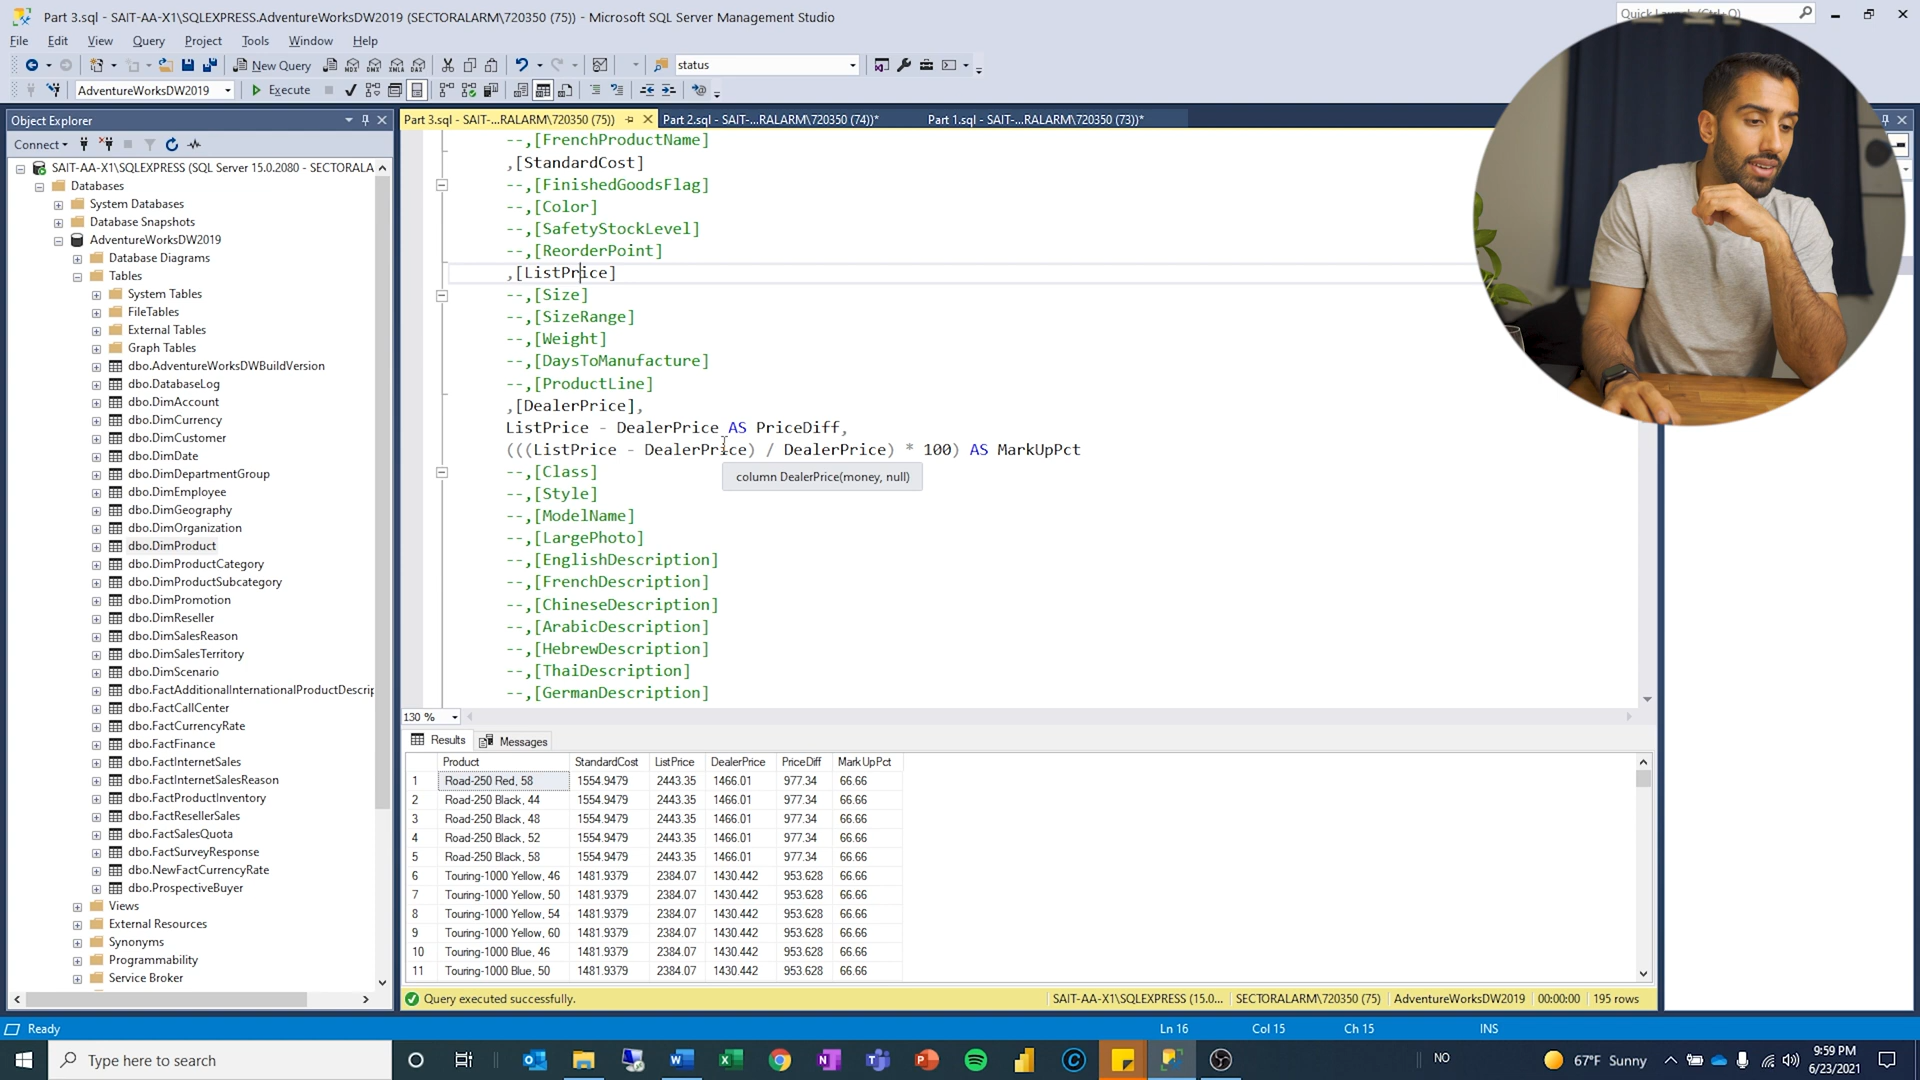 Part 3.sql - SAIT-AA-X1\SQLEXPRESS.AdventureWorksDW2019 (SECTORALARM\720350 (75)) - Microsoft SQL Server Management Studio
Quick Launch (Ctrl+Q)
File Edit View Query Project Tools Window Help
New Query
status
AdventureWorksDW2019
Execute
Object Explorer
Part 3.sql - SAIT-...RALARM\720350 (75))
Part 2.sql - SAIT-...RALARM\720350 (74))*
Part 1.sql - SAIT-...RALARM\720350 (73))*
Connect
SAIT-AA-X1\SQLEXPRESS (SQL Server 15.0.2080 - SECTORALA
Databases
System Databases
Database Snapshots
AdventureWorksDW2019
Database Diagrams
Tables
System Tables
FileTables
External Tables
Graph Tables
dbo.AdventureWorksDWBuildVersion
dbo.DatabaseLog
dbo.DimAccount
dbo.DimCurrency
dbo.DimCustomer
dbo.DimDate
dbo.DimDepartmentGroup
dbo.DimEmployee
dbo.DimGeography
dbo.DimOrganization
dbo.DimProduct
dbo.DimProductCategory
dbo.DimProductSubcategory
dbo.DimPromotion
dbo.DimReseller
dbo.DimSalesReason
dbo.DimSalesTerritory
dbo.DimScenario
dbo.FactAdditionalInternationalProductDescrip
dbo.FactCallCenter
dbo.FactCurrencyRate
dbo.FactFinance
dbo.FactInternetSales
dbo.FactInternetSalesReason
dbo.FactProductInventory
dbo.FactResellerSales
dbo.FactSalesQuota
dbo.FactSurveyResponse
dbo.NewFactCurrencyRate
dbo.ProspectiveBuyer
Views
External Resources
Synonyms
Programmability
Service Broker
--,[FrenchProductName]
,[StandardCost]
--,[FinishedGoodsFlag]
--,[Color]
--,[SafetyStockLevel]
--,[ReorderPoint]
,[ListPrice]
--,[Size]
--,[SizeRange]
--,[Weight]
--,[DaysToManufacture]
--,[ProductLine]
,[DealerPrice],
ListPrice - DealerPrice AS PriceDiff,
(((ListPrice - DealerPrice) / DealerPrice) * 100) AS MarkUpPct
--,[Class]
column DealerPrice(money, null)
--,[Style]
--,[ModelName]
--,[LargePhoto]
--,[EnglishDescription]
--,[FrenchDescription]
--,[ChineseDescription]
--,[ArabicDescription]
--,[HebrewDescription]
--,[ThaiDescription]
--,[GermanDescription]
130 %
Results Messages
Product StandardCost ListPrice DealerPrice PriceDiff MarkUpPct
1 Road-250 Red, 58 1554.9479 2443.35 1466.01 977.34 66.66
2 Road-250 Black, 44 1554.9479 2443.35 1466.01 977.34 66.66
3 Road-250 Black, 48 1554.9479 2443.35 1466.01 977.34 66.66
4 Road-250 Black, 52 1554.9479 2443.35 1466.01 977.34 66.66
5 Road-250 Black, 58 1554.9479 2443.35 1466.01 977.34 66.66
6 Touring-1000 Yellow, 46 1481.9379 2384.07 1430.442 953.628 66.66
7 Touring-1000 Yellow, 50 1481.9379 2384.07 1430.442 953.628 66.66
8 Touring-1000 Yellow, 54 1481.9379 2384.07 1430.442 953.628 66.66
9 Touring-1000 Yellow, 60 1481.9379 2384.07 1430.442 953.628 66.66
10 Touring-1000 Blue, 46 1481.9379 2384.07 1430.442 953.628 66.66
11 Touring-1000 Blue, 50 1481.9379 2384.07 1430.442 953.628 66.66
Query executed successfully.
SAIT-AA-X1\SQLEXPRESS (15.0... SECTORALARM\720350 (75) AdventureWorksDW2019 00:00:00 195 rows
Ready
Ln 16 Col 15 Ch 15 INS
Type here to search
NO
67°F Sunny
9:59 PM
6/23/2021